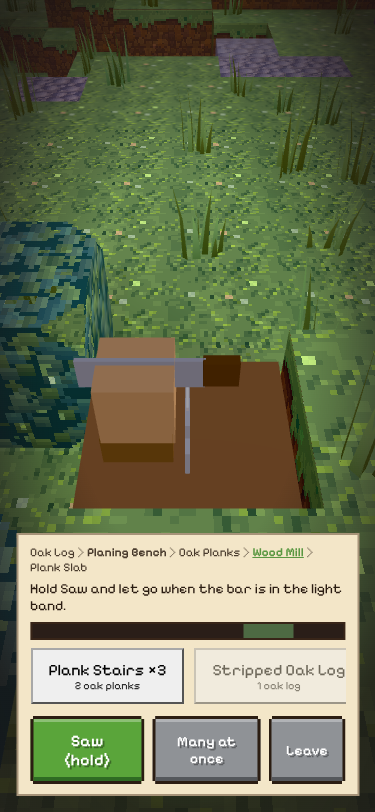 Oak Log > Planing Bench > Oak Planks > Wood Mill >
Plank Slab
Hold Saw and let go when the bar is in the light
band.
Plank Stairs ×3
2 oak planks
Stripped Oak Log
1 oak log
Saw
(hold)
Many at
once
Leave